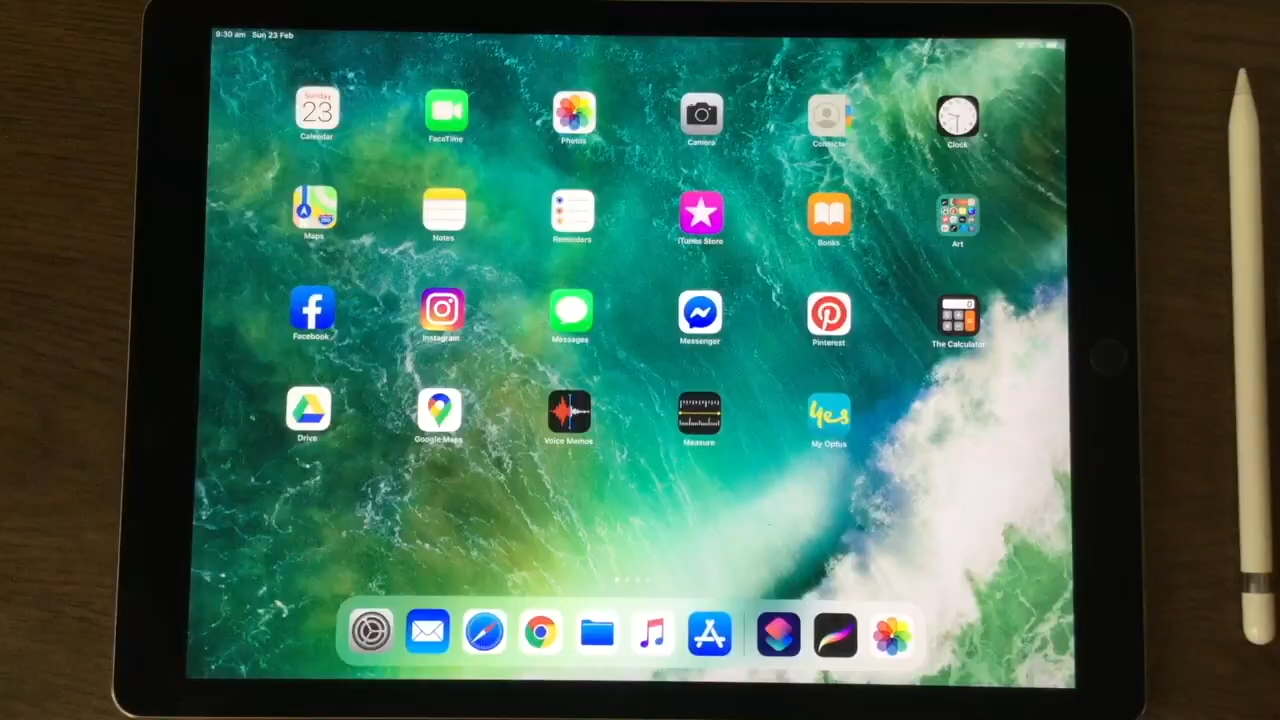 9:30 am Sun 23 Feb
Sunday
23
Calendar
FaceTime
Photos
Camera
Contacts
Clock
Maps
Notes
Reminders
iTunes Store
Books
Art
Facebook
Instagram
Messages
Messenger
Pinterest
0
The Calculator
Drive
Google Maps
Voice Memos
Measure
yes
My Optus